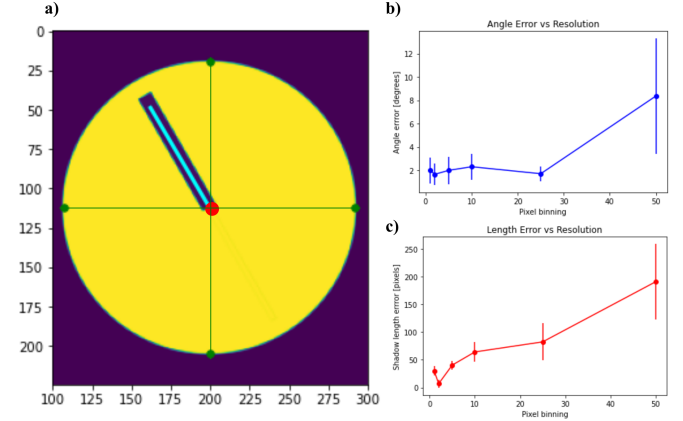 a)
0
25
50
75
100
125
150
175
200
100 125 150 175 200 225 250 275 300
b)
Angle Error vs Resolution
Angle errror [degrees]
12
10
8
6
4
2
0 10 20 30 40 50
Pixel binning
c)
Length Error vs Resolution
Shadow length errror [pixels]
250
200
150
100
50
0
0 10 20 30 40 50
Pixel binning